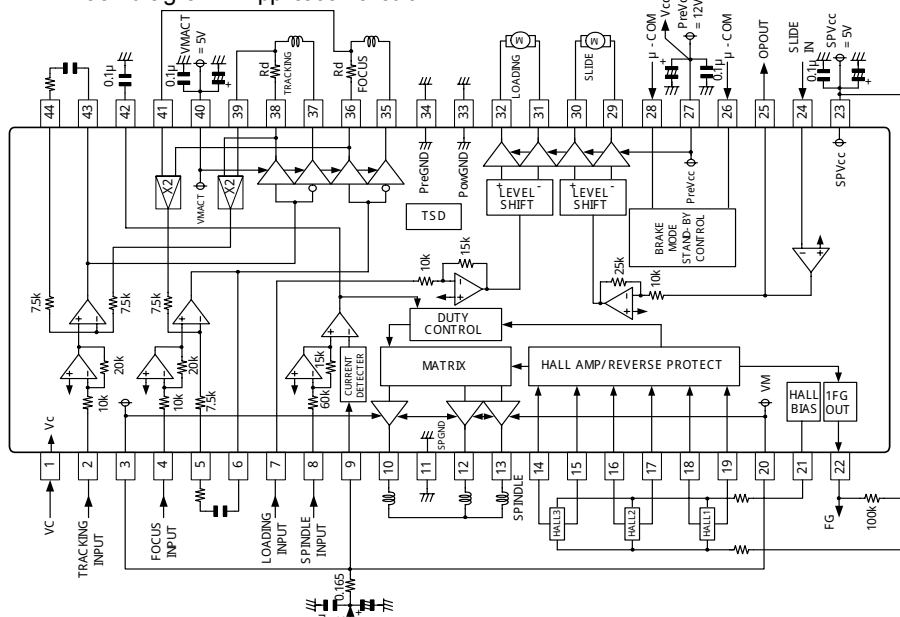 VMACT
= 5V
0.1µ
0.1µ
Rd
TRACKING
Rd
FOCUS
LOADING
M
SLIDE
M
µ - COM
Vcc
PreVcc
= 12V
0.1µ
µ - COM
OPOUT
SLIDE
IN
SPVcc
= 5V
0.1µ
44
43
42
41
40
39
38
37
36
35
34
33
32
31
30
29
28
27
26
25
24
23
X2
VMACT
X2
PreGND
PowGND
TSD
+ LEVEL -
SHIFT
+ LEVEL -
SHIFT
PreVcc
BRAKE
MODE
STAND-BY
CONTROL
SPVcc
7.5k
7.5k
7.5k
10k
15k
25k
10k
20k
10k
20k
10k
7.5k
15k
60k
CURRENT
DETECTER
DUTY
CONTROL
MATRIX
HALL AMP/REVERSE PROTECT
VM
HALL
BIAS
1FG
OUT
Vc
SPGND
1
2
3
4
5
6
7
8
9
10
11
12
13
14
15
16
17
18
19
20
21
22
VC
TRACKING
INPUT
FOCUS
INPUT
LOADING
INPUT
SPINDLE
INPUT
SPINDLE
HALL3
HALL2
HALL1
FG
100k
0.165